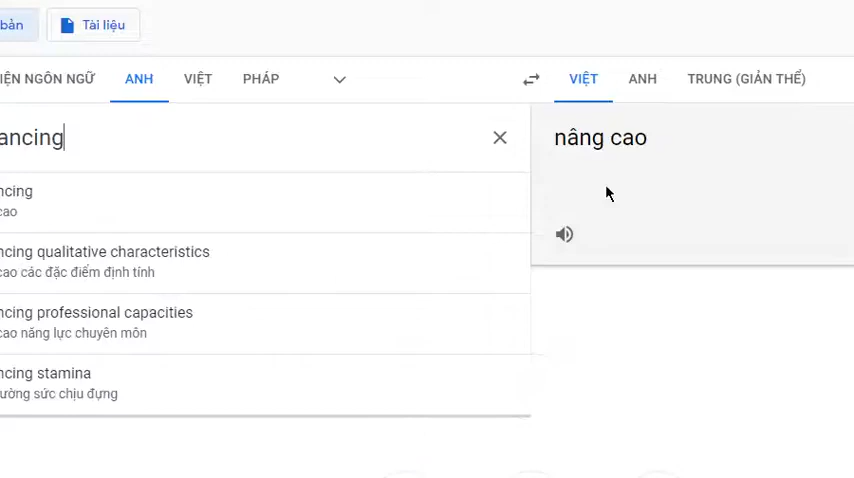 bản Tài liệu
IỆN NGÔN NGỮ ANH VIỆT PHÁP VIỆT ANH TRUNG (GIẢN THỂ)
ancing nâng cao
ncing
cao
ncing qualitative characteristics
cao các đặc điểm định tính
ncing professional capacities
cao năng lực chuyên môn
ncing stamina
ường sức chịu đựng